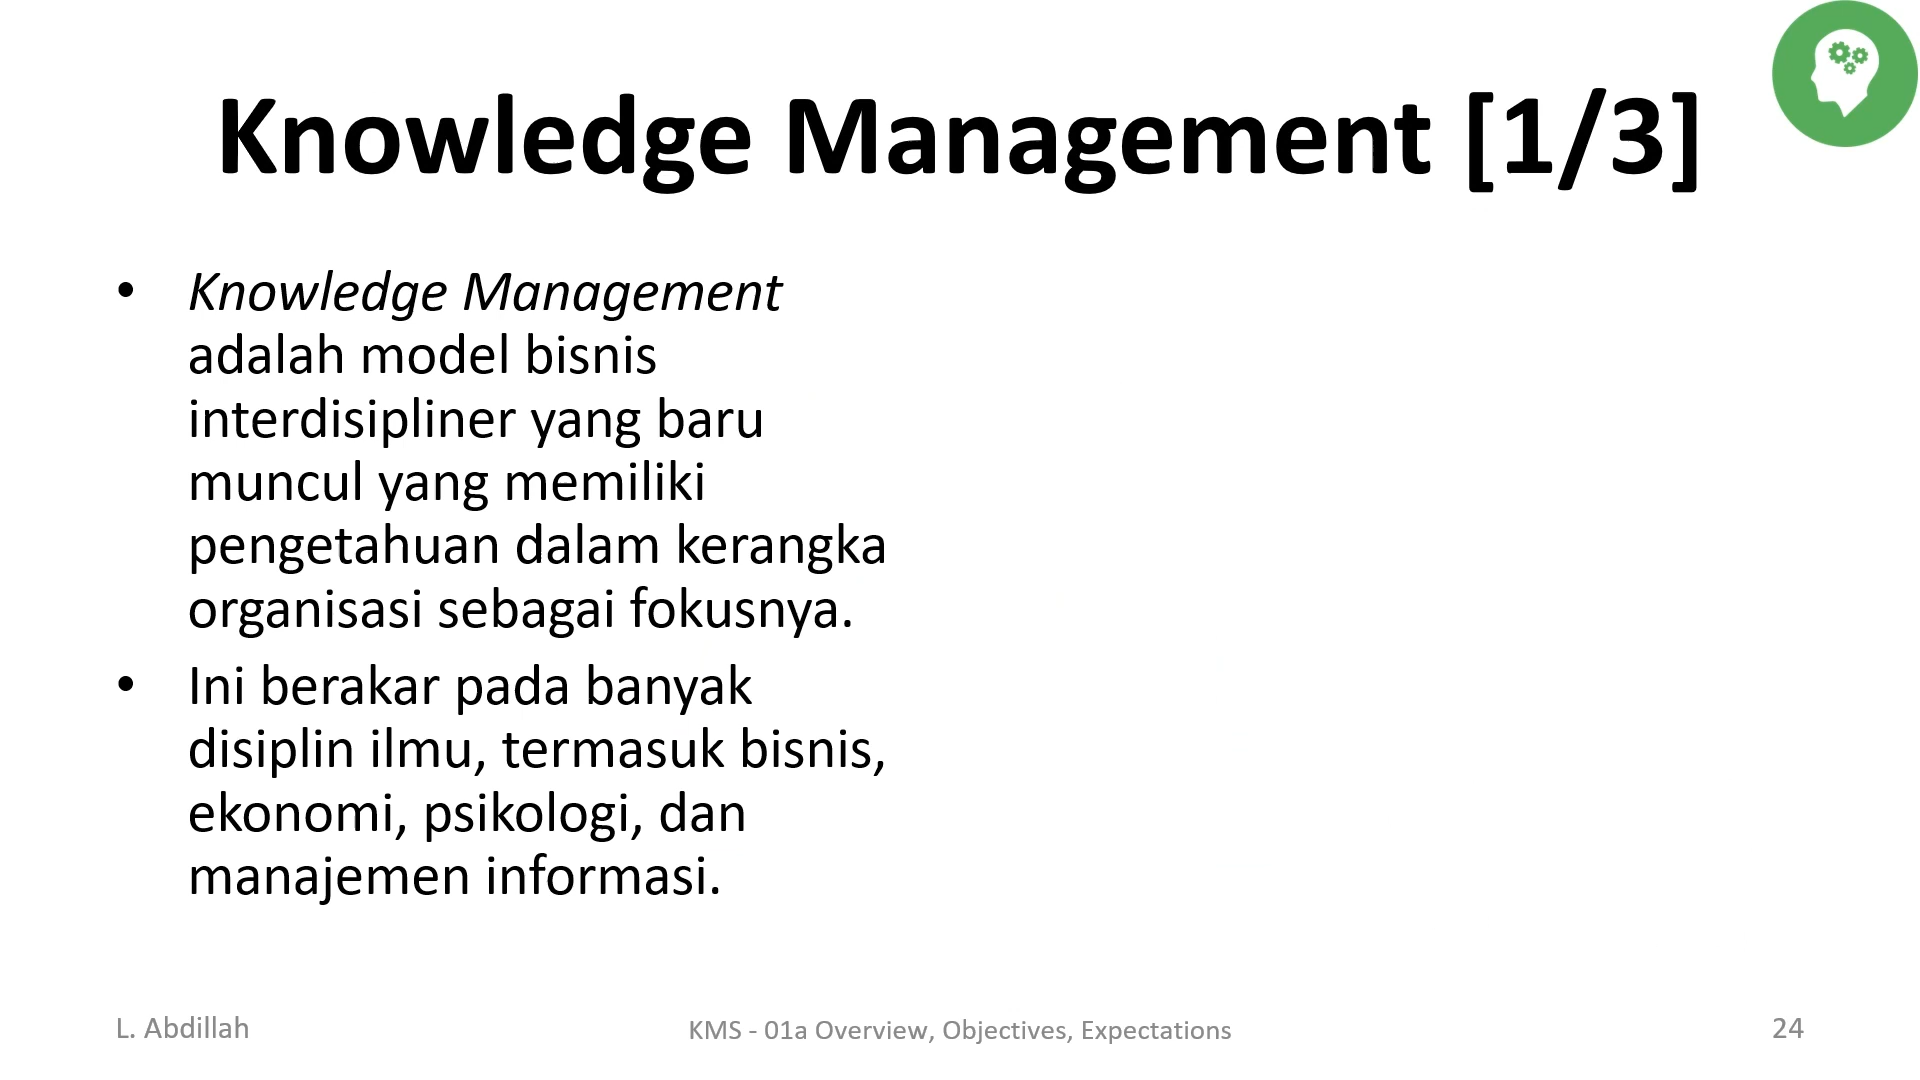 Knowledge Management [1/3]
• Knowledge Management
adalah model bisnis
interdisipliner yang baru
muncul yang memiliki
pengetahuan dalam kerangka
organisasi sebagai fokusnya.
• Ini berakar pada banyak
disiplin ilmu, termasuk bisnis,
ekonomi, psikologi, dan
manajemen informasi.
L. Abdillah
KMS - 01a Overview, Objectives, Expectations
24